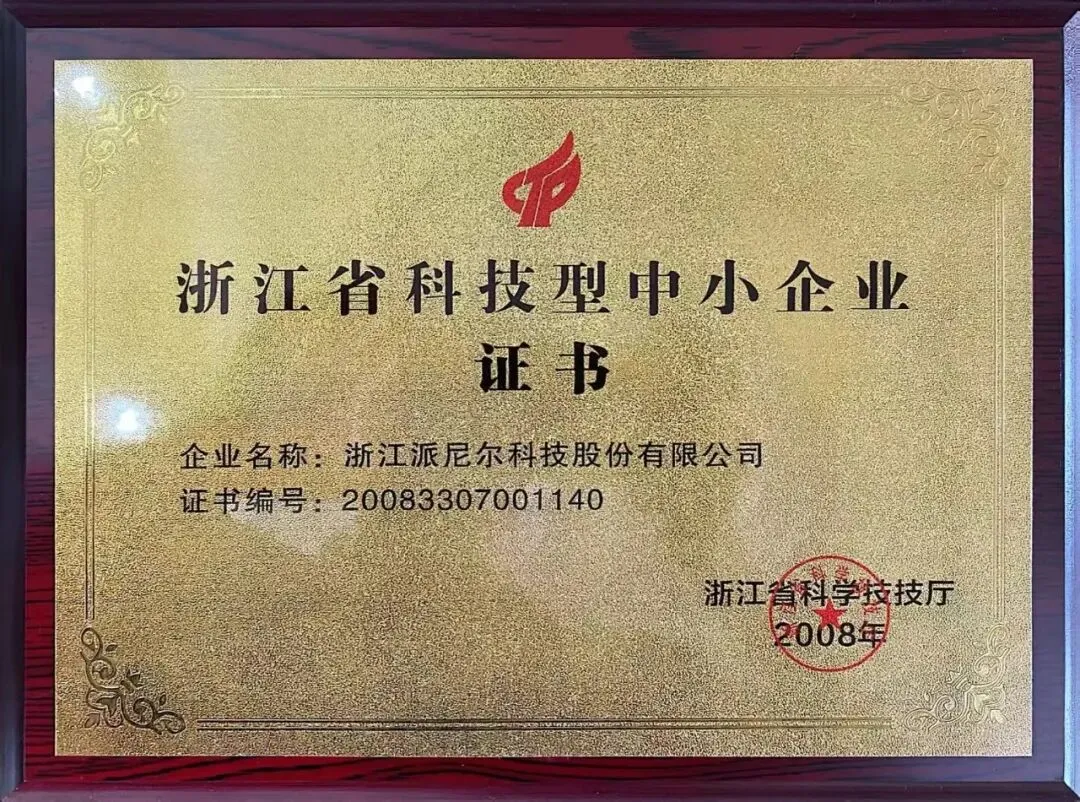 浙江省科技型中小企业
证书
企业名称：浙江派尼尔科技股份有限公司
证书编号：20083307001140
浙江省科学技技厅
2008年